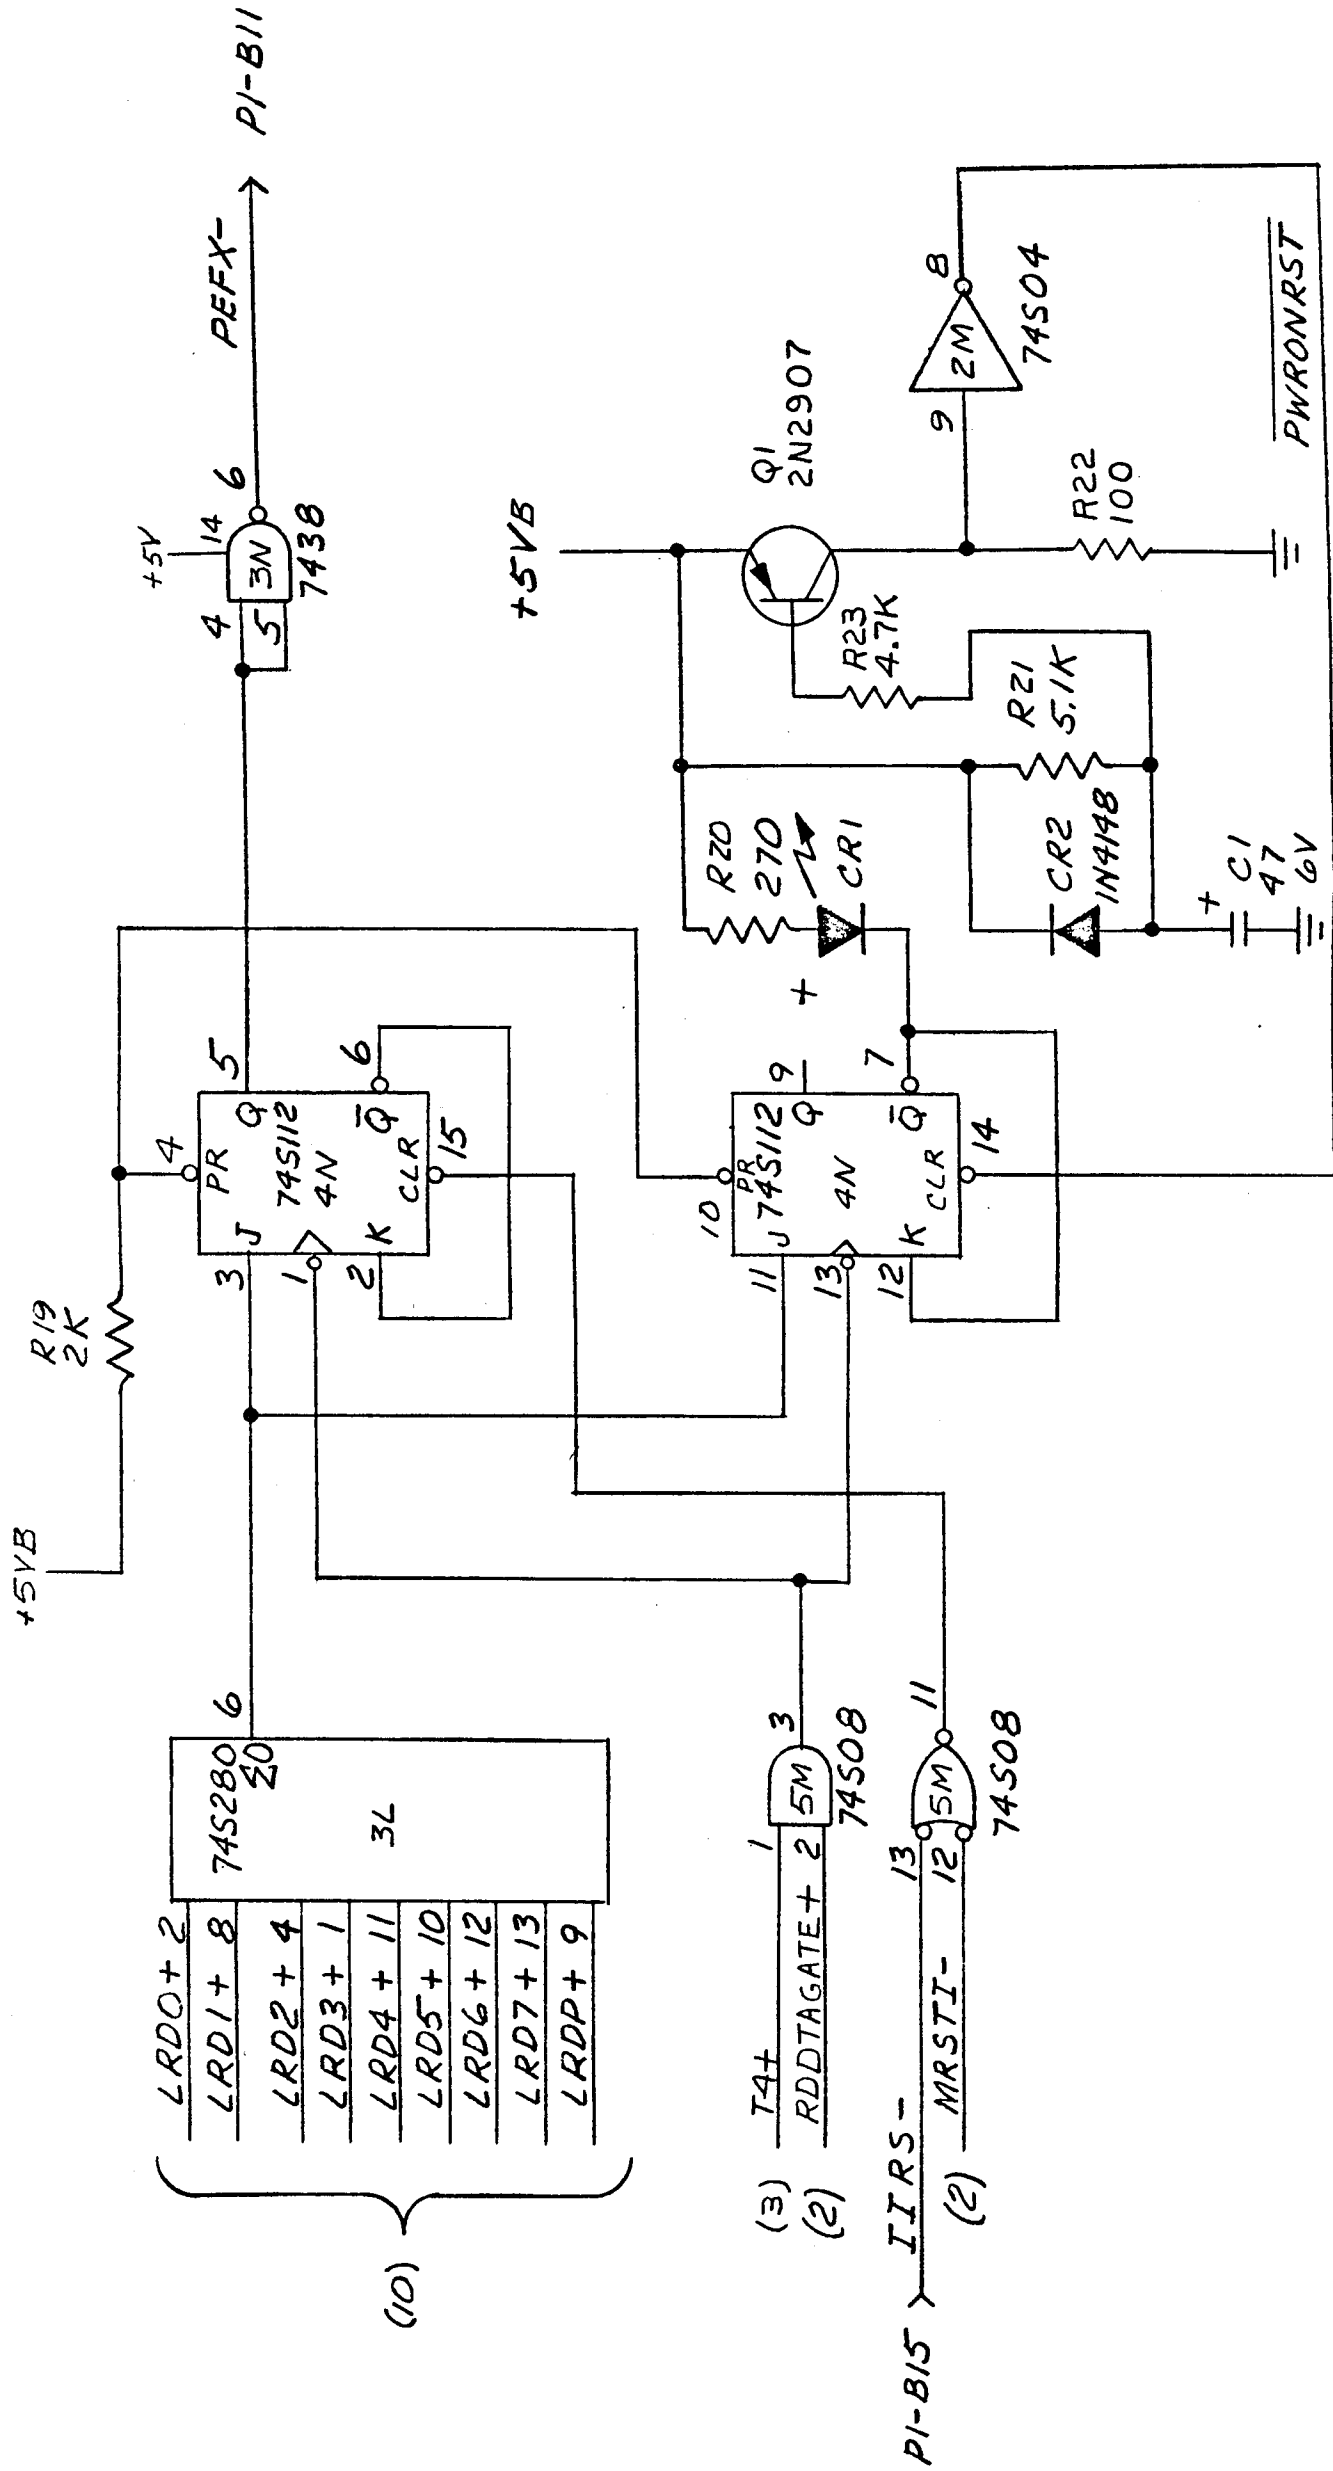 +5VB
R19
2K
LRD0+ 2
LRD1+ 8
LRD2+ 4
LRD3+ 1
LRD4+ 11
LRD5+ 10
LRD6+ 12
LRD7+ 13
LRDP+ 9
(10)
74S280
ΣO
3L
6
3
J
1
2
K
4
PR
74S112
4N
CLR
15
Q
5
Q̅
6
+5V
14
4
5
3N
7438
6
PEFX-
P1-B11
(3) T4+ 1
(2) RDDTAGATE+ 2
5M
74S08
3
P1-B15
IIRS- 13
(2) MRSTI- 12
5M
74S08
11
10
PR
74S112
11
J
13
4N
12
K
CLR
14
9
Q
Q̅
7
+
R20
270
CR1
+5VB
Q1
2N2907
R23
4.7K
R21
5.1K
CR2
1N4148
+
C1
47
6V
R22
100
9
2M
8
74S04
P̅W̅R̅O̅N̅R̅S̅T̅